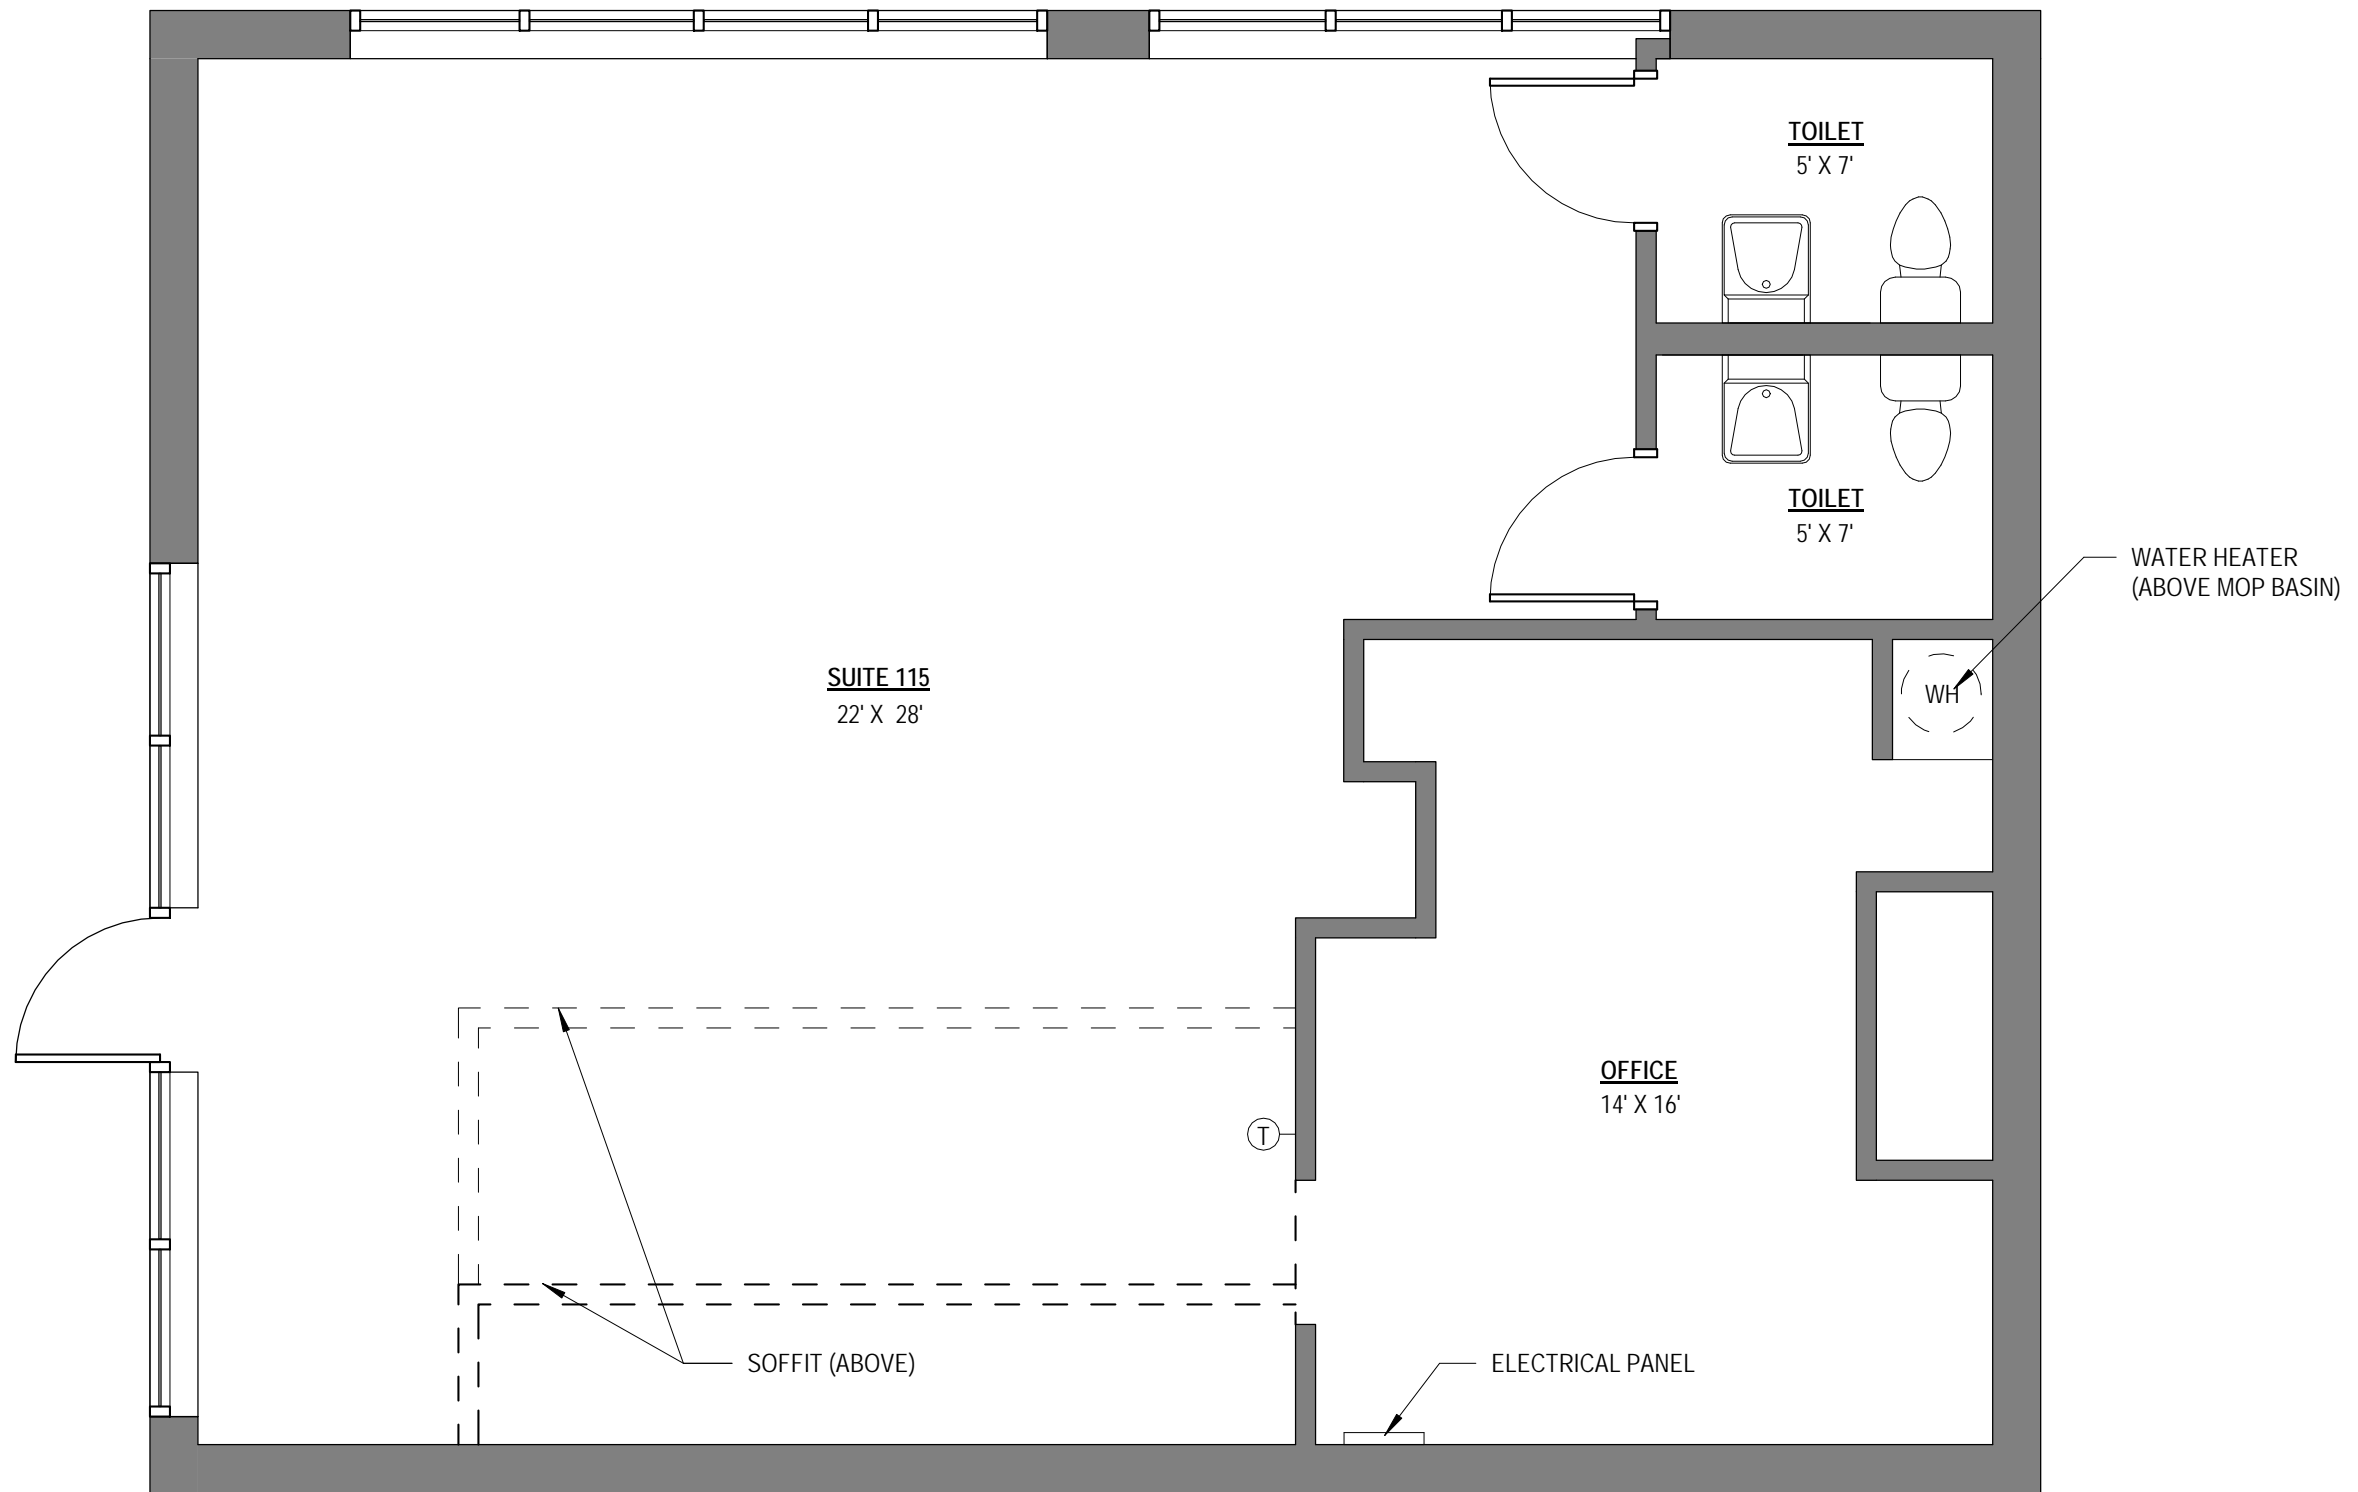 TOILET
5' X 7'
TOILET
5' X 7'
WATER HEATER
(ABOVE MOP BASIN)
SUITE 115
22' X 28'
WH
OFFICE
14' X 16'
T
SOFFIT (ABOVE)
ELECTRICAL PANEL